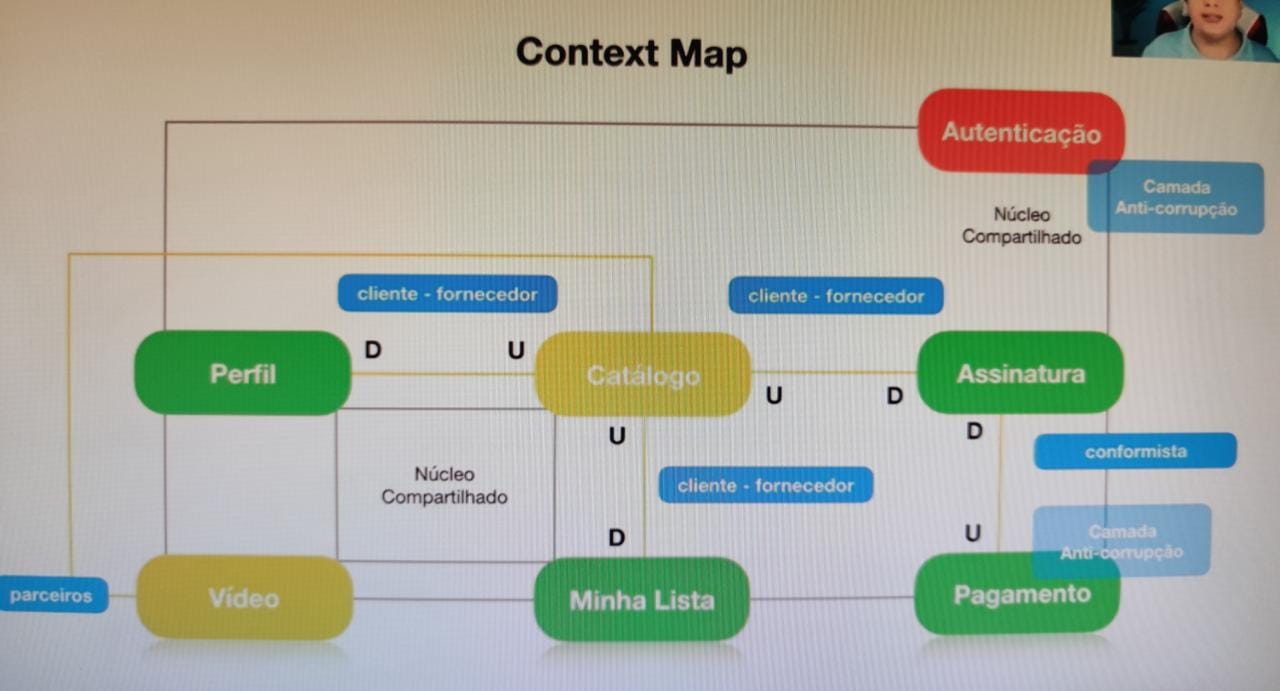 Context Map
Autenticação
Camada
Anti-corrupção
Núcleo
Compartilhado
cliente - fornecedor
cliente - fornecedor
Perfil
D
U
Catálogo
U
D
Assinatura
U
D
conformista
Núcleo
Compartilhado
cliente - fornecedor
D
U
Camada
Anti-corrupção
parceiros
Vídeo
Minha Lista
Pagamento